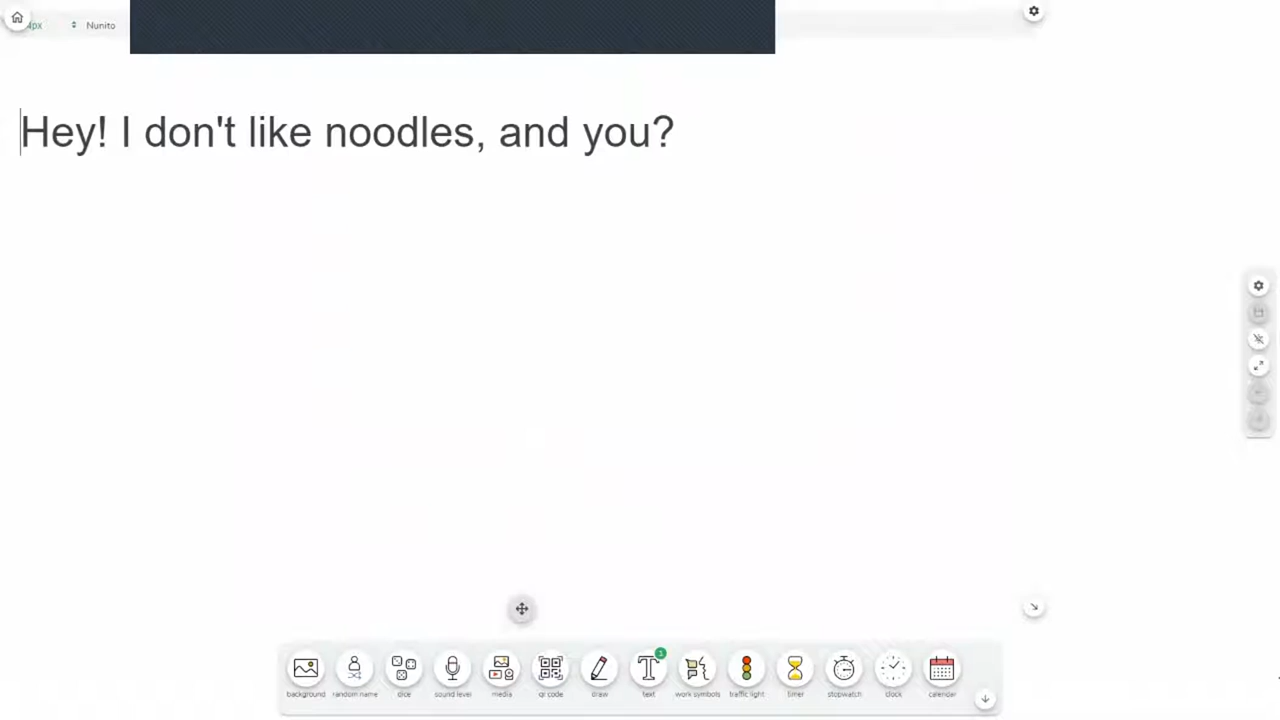 Nunito
Hey! I don't like noodles, and you?
1
background random name dice sound level media qr code draw text work symbols traffic light timer stopwatch clock calendar